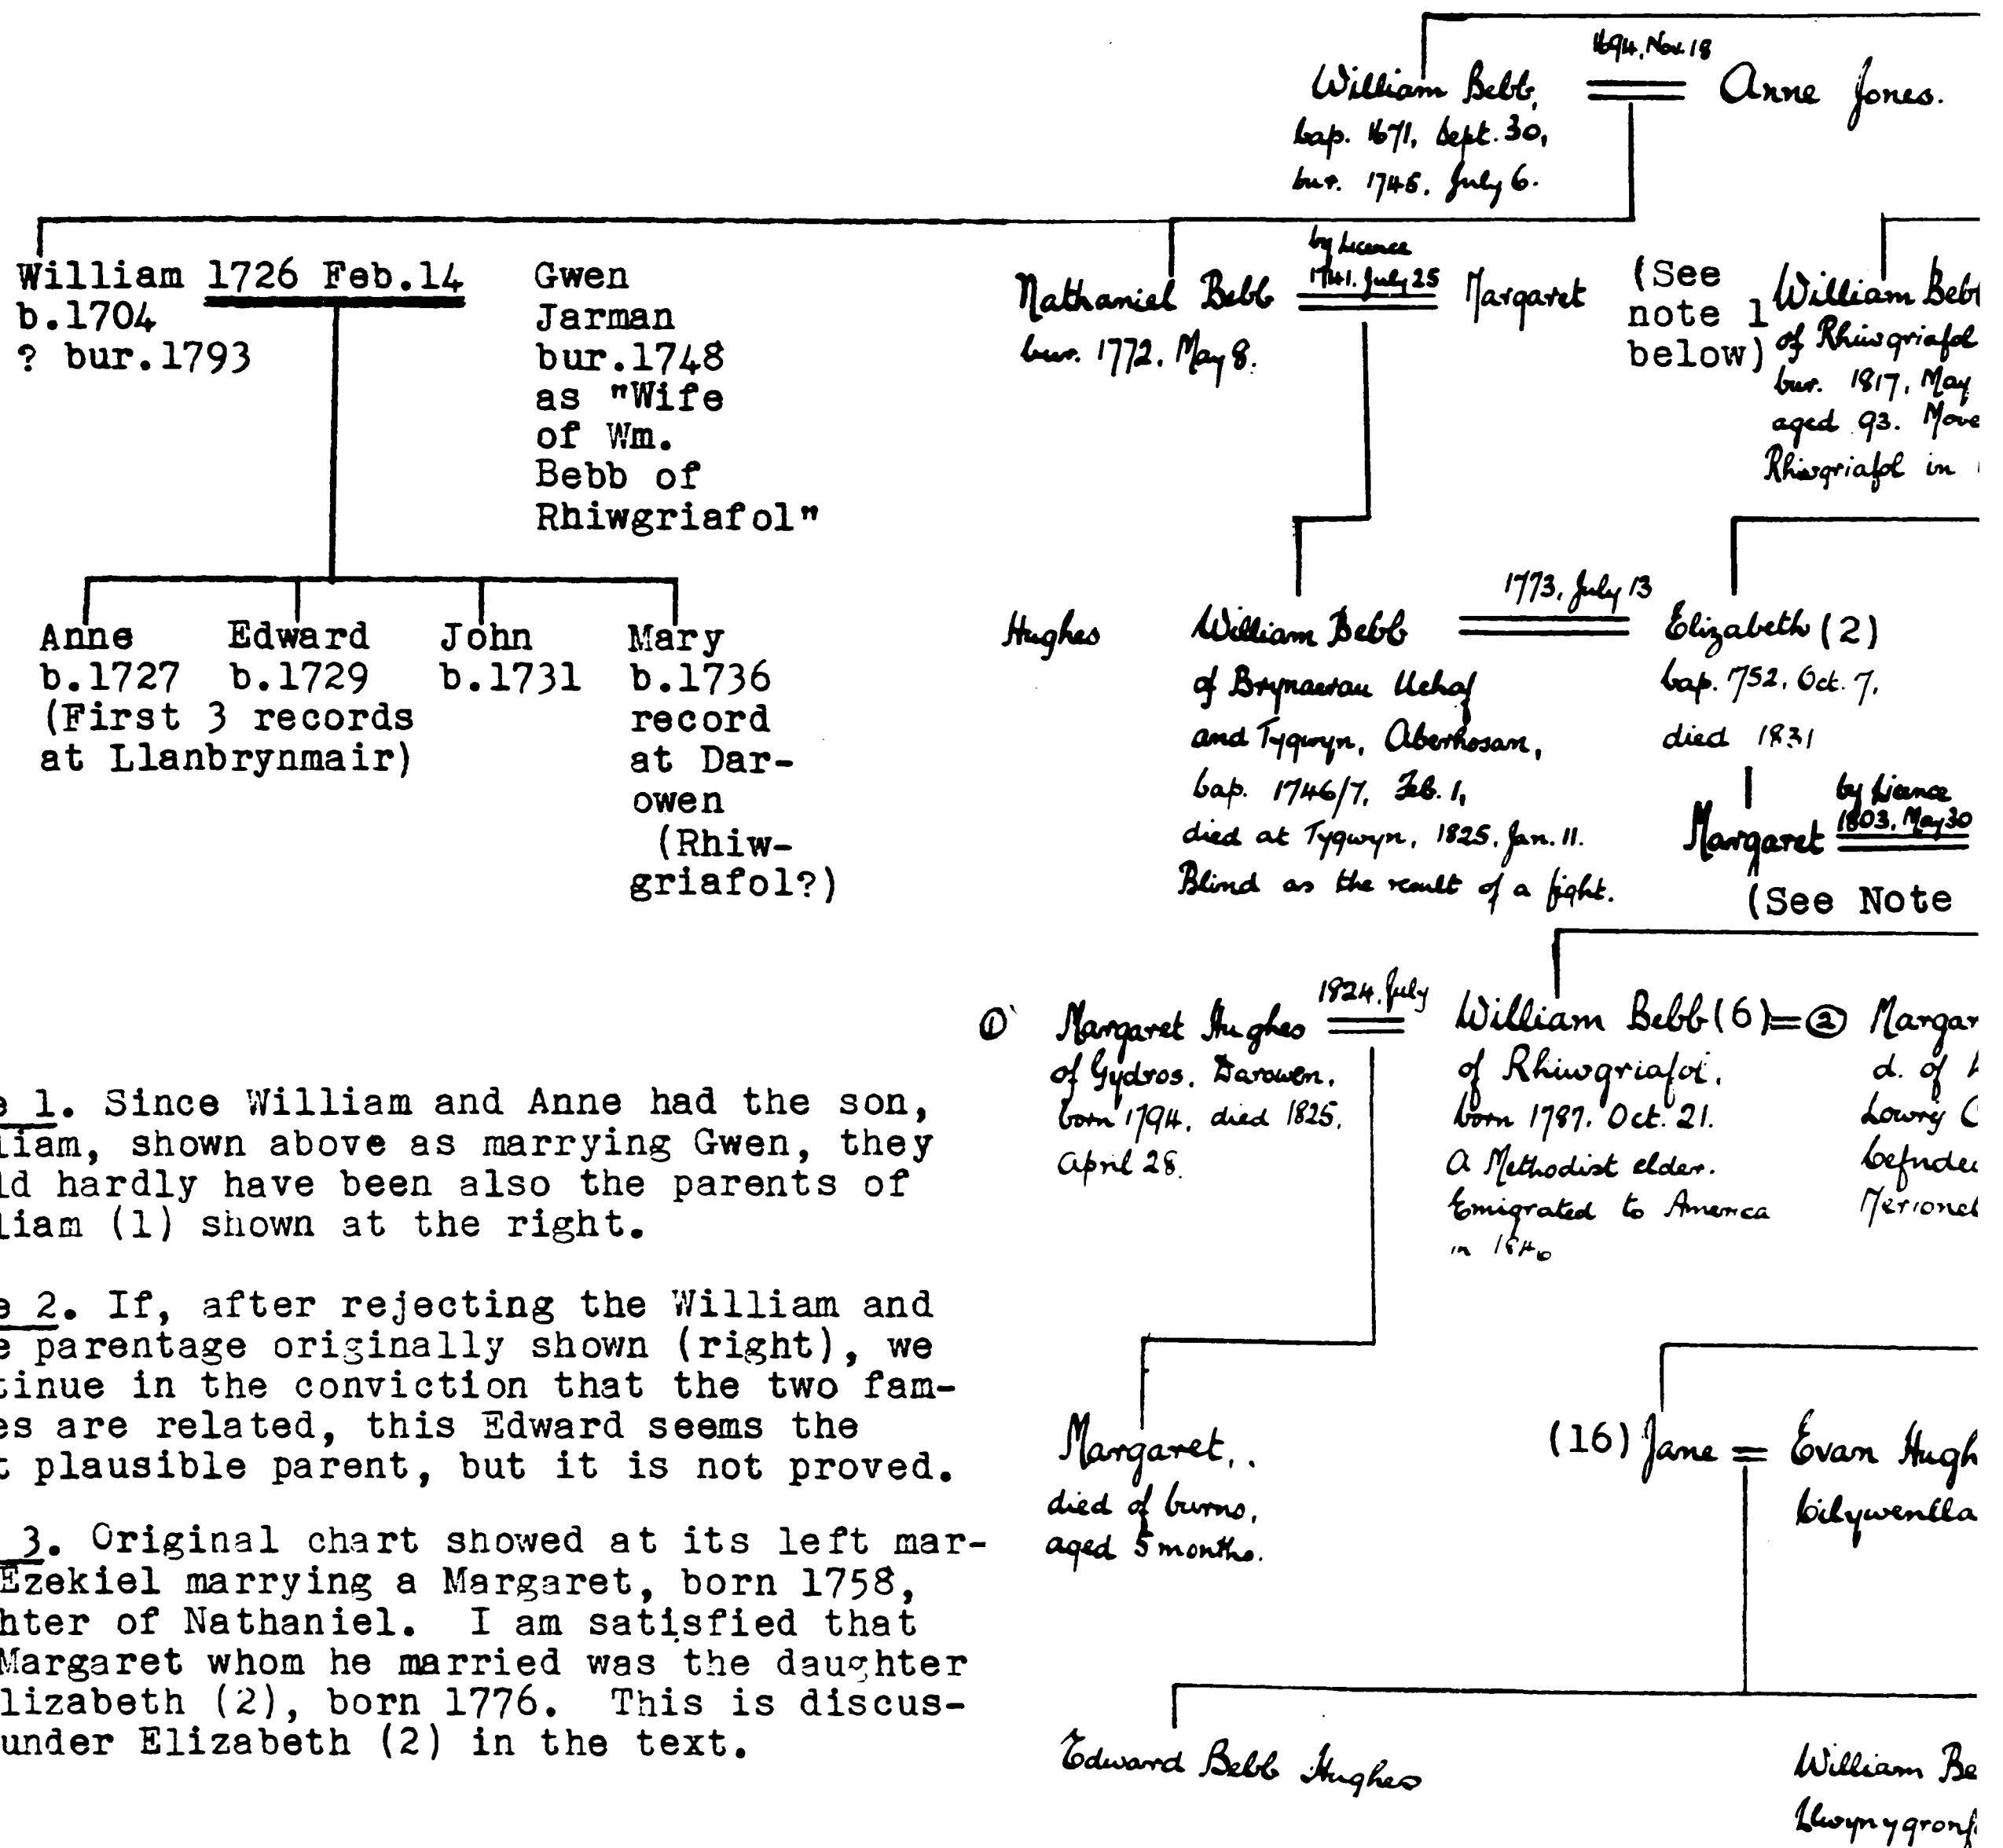 1694, Nov. 18
William Bebb, Anne Jones.
bap. 1671, Sept. 30,
bur. 1745, July 6.
William 1726 Feb.14 Gwen
b.1704 Jarman
? bur.1793 bur.1748
as "Wife
of Wm.
Bebb of
Rhiwgriafol"
by Licence
1741. July 25
Nathaniel Bebb Margaret
bur. 1772. May 8.
(See
note 1
below)
William Beb
of Rhiwgriafol
bur. 1817, May
aged 93. Move
Rhiwgriafol in
Anne Edward John Mary
b.1727 b.1729 b.1731 b.1736
(First 3 records record
at Llanbrynmair) at Dar-
owen
(Rhiw-
griafol?)
1773, July 13
Hughes William Bebb Elizabeth (2)
of Brynaerau Uchaf bap. 1752, Oct. 7,
and Tygwyn, Aberhosan, died 1831
bap. 1746/7, Feb. 1,
died at Tygwyn, 1825, Jan. 11.
Blind as the result of a fight.
by Licence
1803, May 30
Margaret
(See Note
1824, July
① Margaret Hughes William Bebb (6) = ② Margar
of Gydros, Darowen, of Rhiwgriafol, d. of
born 1794, died 1825, born 1787. Oct. 21. Lowry
April 28. A Methodist elder.
Emigrated to America Merionet
in
e 1. Since William and Anne had the son,
liam, shown above as marrying Gwen, they
ld hardly have been also the parents of
liam (1) shown at the right.
e 2. If, after rejecting the William and
e parentage originally shown (right), we
tinue in the conviction that the two fam-
es are related, this Edward seems the
t plausible parent, but it is not proved.
3. Original chart showed at its left mar-
Ezekiel marrying a Margaret, born 1758,
hter of Nathaniel. I am satisfied that
Margaret whom he married was the daughter
lizabeth (2), born 1776. This is discus-
under Elizabeth (2) in the text.
Margaret,
died of burns,
aged 5 months.
(16) Jane = Evan Hugh
Edward Bebb Hughes
William Be